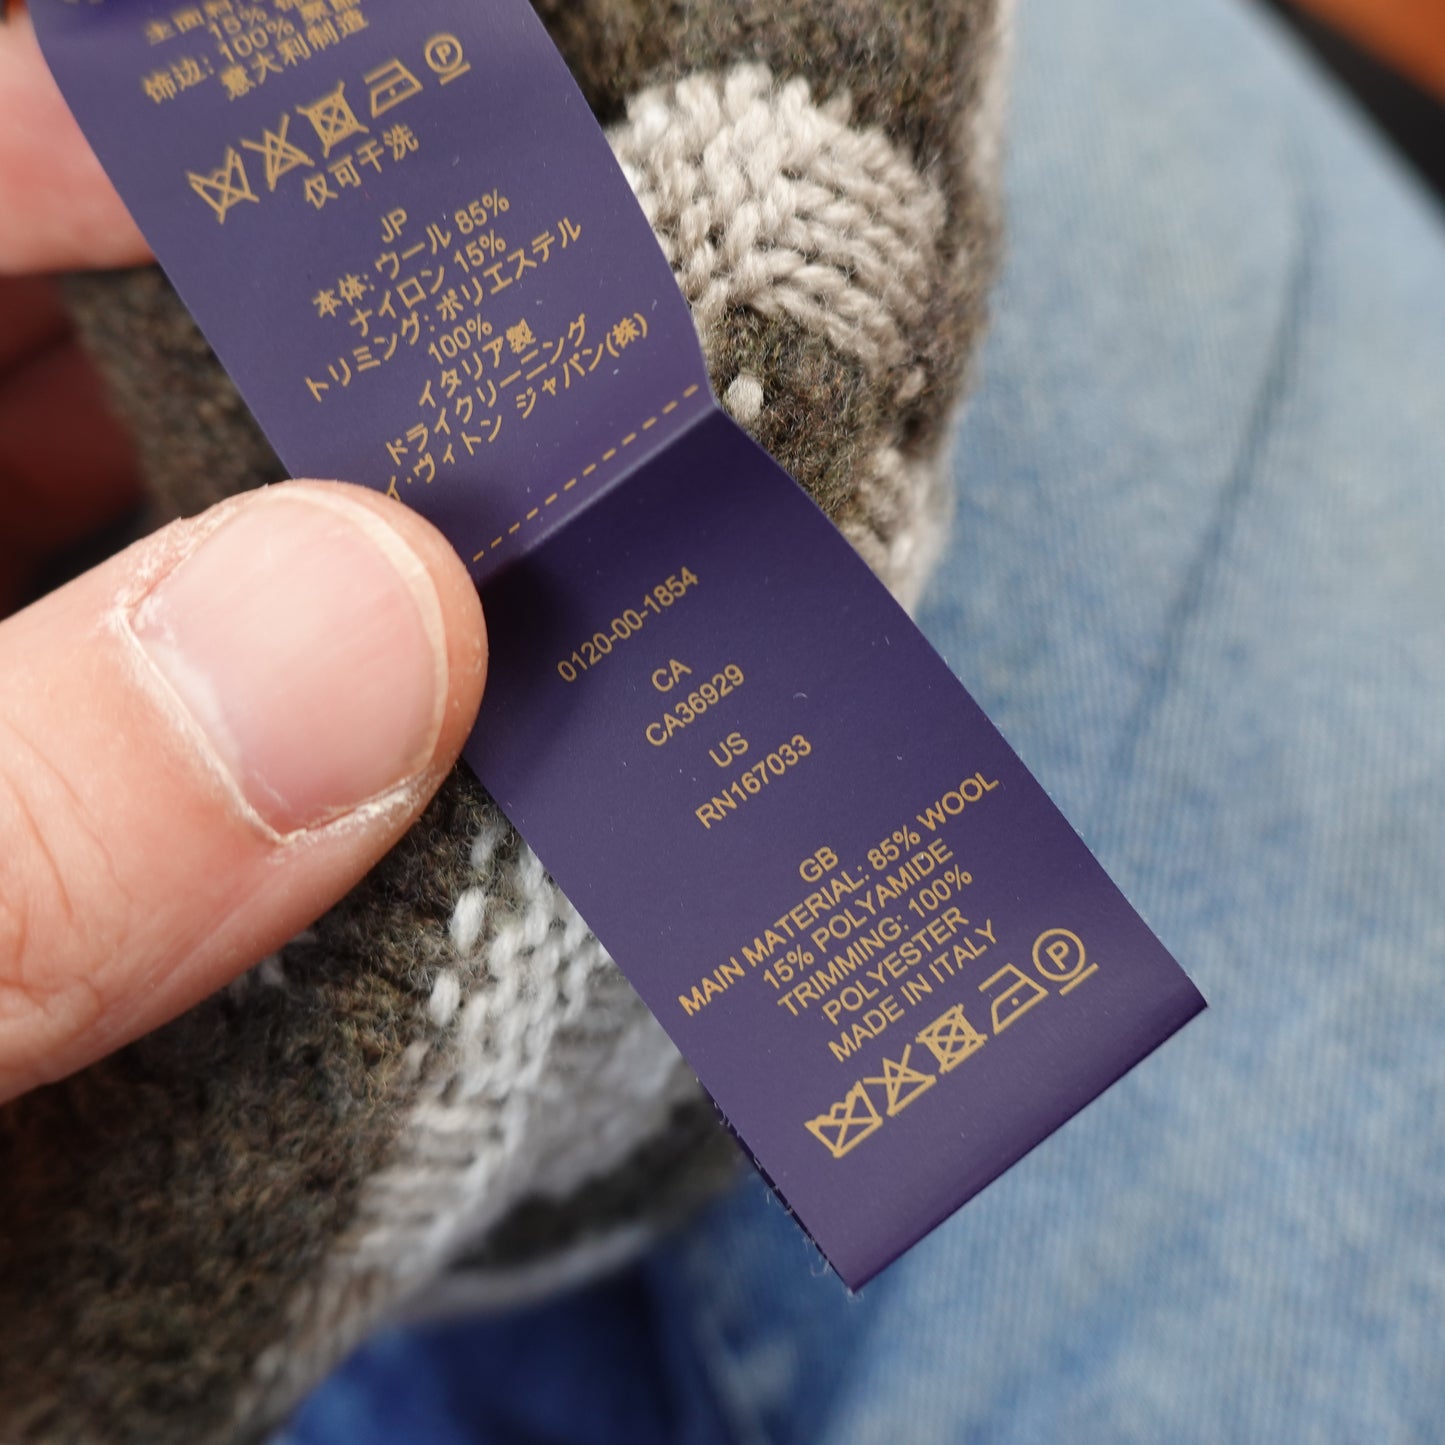 15%
饰边: 100%
意大利制造
P
仅可干洗
JP
本体: ウール 85%
ナイロン 15%
トリミング: ポリエステル
100%
イタリア製
ドライクリーニング
イ・ヴィトン ジャパン(株)
0120-00-1854
CA
CA36929
US
RN167033
GB
MAIN MATERIAL: 85% WOOL
15% POLYAMIDE
TRIMMING: 100%
POLYESTER
MADE IN ITALY
P